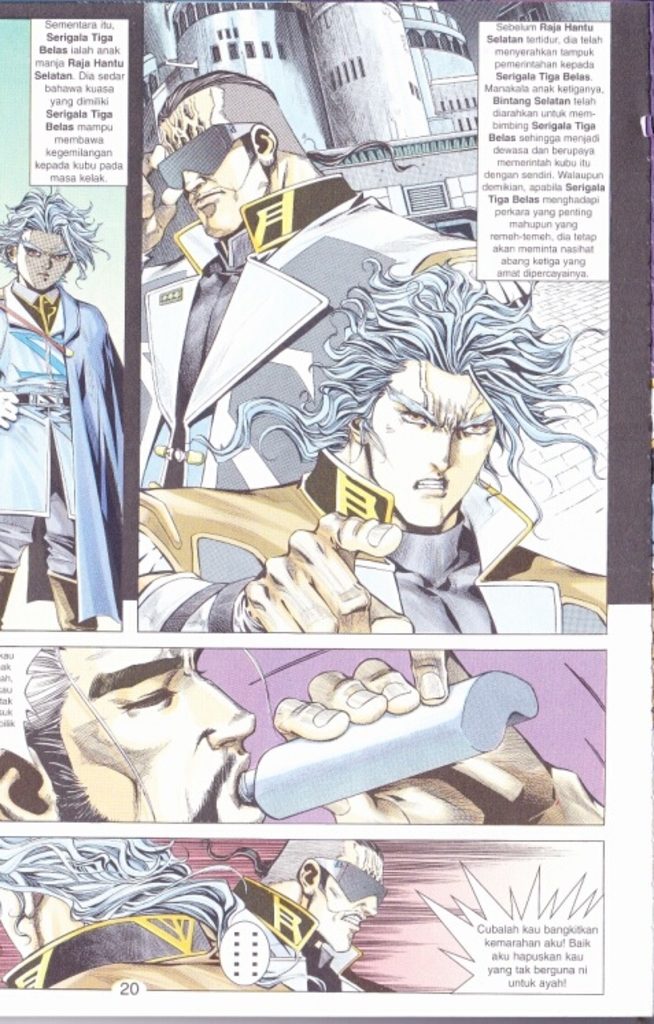 Sementara itu,
Serigala Tiga
Belas ialah anak
manja Raja Hantu
Selatan. Dia sedar
bahawa kuasa
yang dimiliki
Serigala Tiga
Belas mampu
membawa
kegemilangan
kepada kubu pada
masa kelak.
Sebelum Raja Hantu
Selatan tertidur, dia telah
menyerahkan tampuk
pemerintahan kepada
Serigala Tiga Belas.
Manakala anak ketiganya,
Bintang Selatan telah
diarahkan untuk mem-
bimbing Serigala Tiga
Belas sehingga menjadi
dewasa dan berupaya
memerintah kubu itu
dengan sendiri. Walaupun
demikian, apabila Serigala
Tiga Belas menghadapi
perkara yang penting
mahupun yang
remeh-temeh, dia tetap
akan meminta nasihat
abang ketiga yang
amat dipercayainya.
Cubalah kau bangkitkan
kemarahan aku! Baik
aku hapuskan kau
yang tak berguna ni
untuk ayah!
20